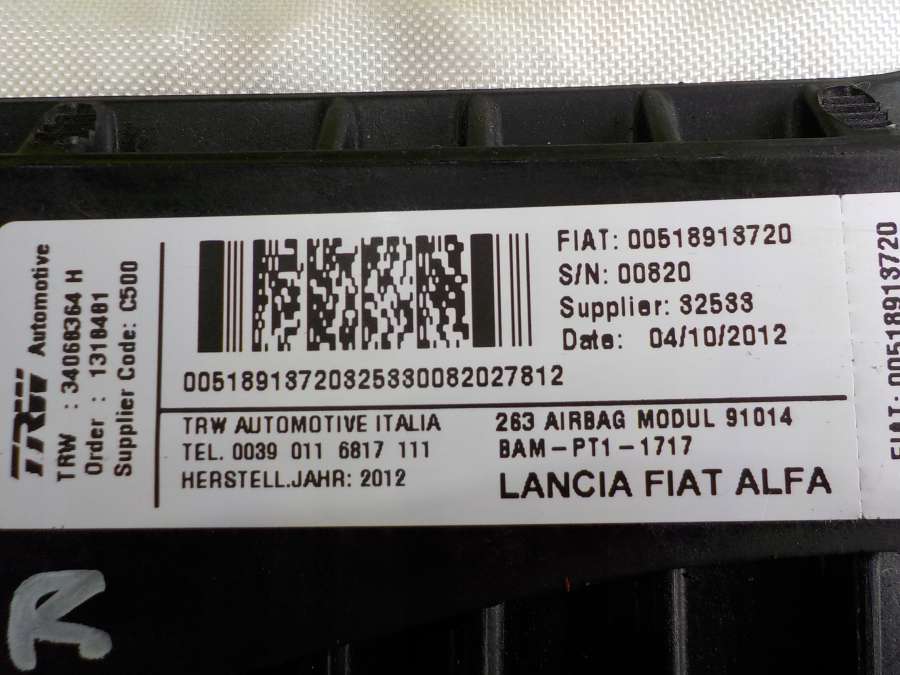 TRW Automotive
TRW : 34068364 H
Order : 1318481
Supplier Code: C500
FIAT: 00518913720
S/N: 00820
Supplier: 32533
Date: 04/10/2012
00518913720325330082027812
TRW AUTOMOTIVE ITALIA
TEL. 0039 011 6817 111
HERSTELL.JAHR: 2012
263 AIRBAG MODUL 91014
BAM-PT1-1717
LANCIA FIAT ALFA
FIAT: 00518913720
R